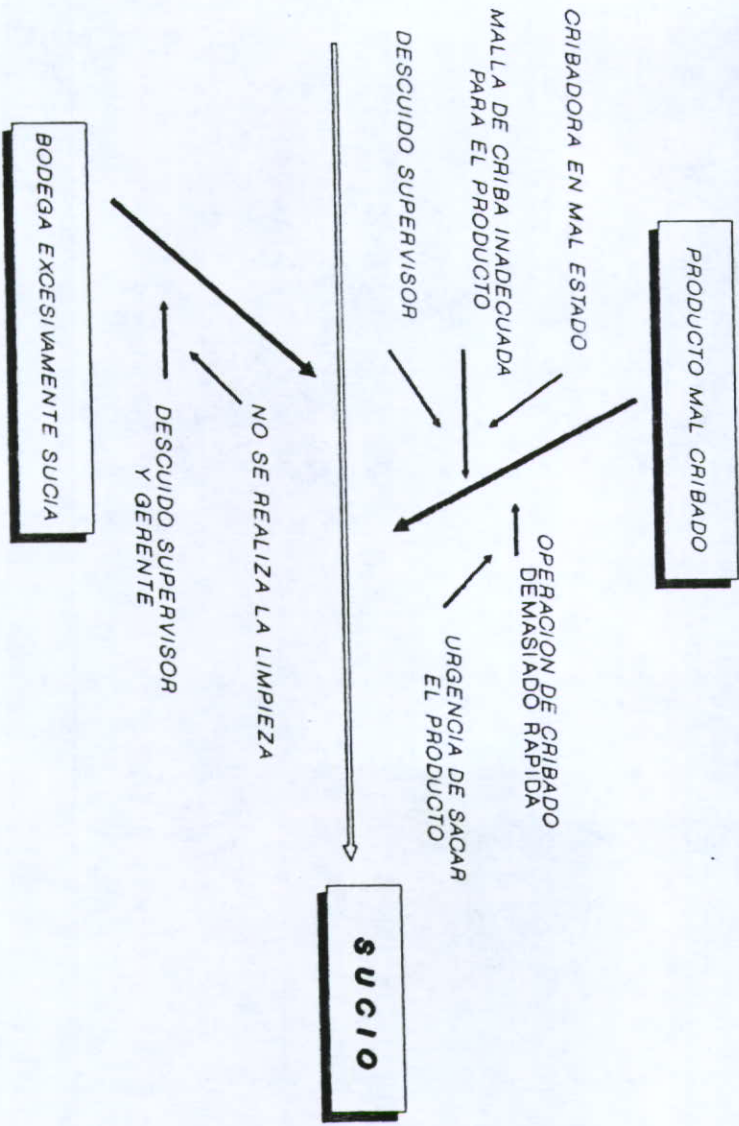 PRODUCTO MAL CRIBADO
CRIBADORA EN MAL ESTADO
MALLA DE CRIBA INADECUADA
PARA EL PRODUCTO
DESCUIDO SUPERVISOR
OPERACION DE CRIBADO
DEMASIADO RAPIDA
URGENCIA DE SACAR
EL PRODUCTO
SUCIO
NO SE REALIZA LA LIMPIEZA
DESCUIDO SUPERVISOR
Y GERENTE
BODEGA EXCESIVAMENTE SUCIA